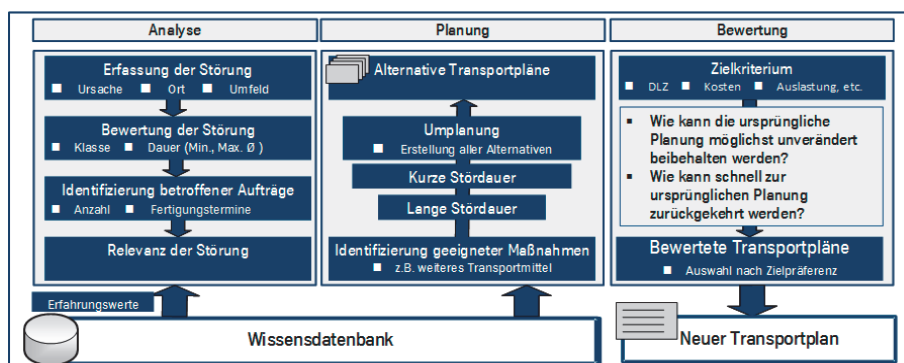 Analyse
Erfassung der Störung
Ursache Ort Umfeld
Bewertung der Störung
Klasse Dauer (Min., Max. Ø )
Identifizierung betroffener Aufträge
Anzahl Fertigungstermine
Relevanz der Störung
Erfahrungswerte
Wissensdatenbank
Planung
Alternative Transportpläne
Umplanung
Erstellung aller Alternativen
Kurze Stördauer
Lange Stördauer
Identifizierung geeigneter Maßnahmen
z.B. weiteres Transportmittel
Bewertung
Zielkriterium
DLZ Kosten Auslastung, etc.
Wie kann die ursprüngliche
Planung möglichst unverändert
beibehalten werden?
Wie kann schnell zur
ursprünglichen Planung
zurückgekehrt werden?
Bewertete Transportpläne
Auswahl nach Zielpräferenz
Neuer Transportplan